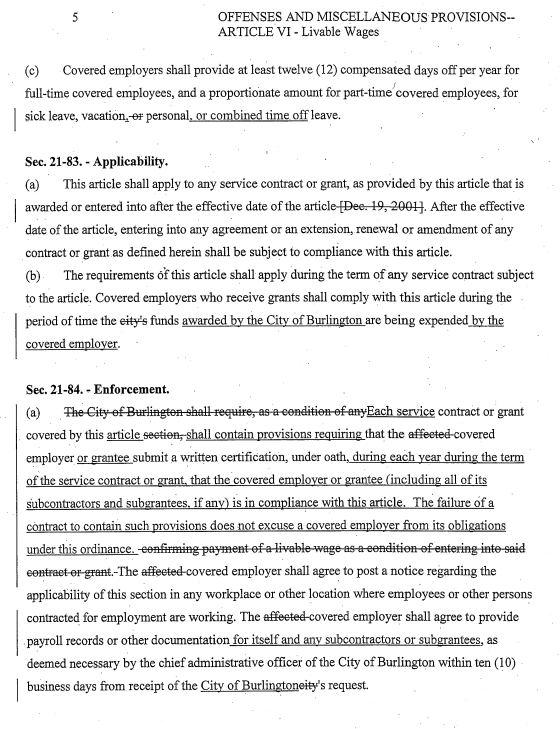 5
OFFENSES AND MISCELLANEOUS PROVISIONS--
ARTICLE VI - Livable Wages
(c) Covered employers shall provide at least twelve (12) compensated days off per year for
full-time covered employees, and a proportionate amount for part-time covered employees, for
sick leave, vacation, or personal, or combined time off leave.
Sec. 21-83. - Applicability.
(a) This article shall apply to any service contract or grant, as provided by this article that is
awarded or entered into after the effective date of the article [Dec. 19, 2001]. After the effective
date of the article, entering into any agreement or an extension, renewal or amendment of any
contract or grant as defined herein shall be subject to compliance with this article.
(b) The requirements of this article shall apply during the term of any service contract subject
to the article. Covered employers who receive grants shall comply with this article during the
period of time the city's funds awarded by the City of Burlington are being expended by the
covered employer.
Sec. 21-84. - Enforcement.
(a) The City of Burlington shall require, as a condition of anyEach service contract or grant
covered by this article section, shall contain provisions requiring that the affected covered
employer or grantee submit a written certification, under oath, during each year during the term
of the service contract or grant, that the covered employer or grantee (including all of its
subcontractors and subgrantees, if any) is in compliance with this article. The failure of a
contract to contain such provisions does not excuse a covered employer from its obligations
under this ordinance. confirming payment of a livable wage as a condition of entering into said
contract or grant. The affected covered employer shall agree to post a notice regarding the
applicability of this section in any workplace or other location where employees or other persons
contracted for employment are working. The affected covered employer shall agree to provide
payroll records or other documentation for itself and any subcontractors or subgrantees, as
deemed necessary by the chief administrative officer of the City of Burlington within ten (10)
business days from receipt of the City of Burlingtoncity's request.